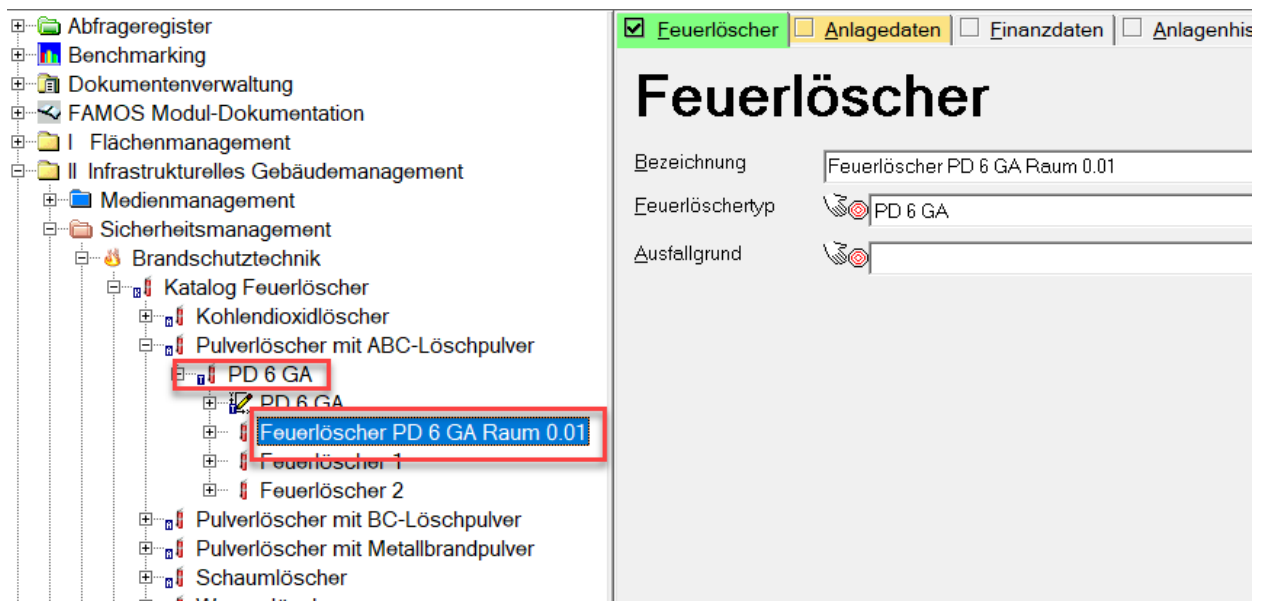 Abfrageregister
Benchmarking
Dokumentenverwaltung
FAMOS Modul-Dokumentation
I Flächenmanagement
II Infrastrukturelles Gebäudemanagement
Medienmanagement
Sicherheitsmanagement
Brandschutztechnik
Katalog Feuerlöscher
Kohlendioxidlöscher
Pulverlöscher mit ABC-Löschpulver
PD 6 GA
PD 6 GA
Feuerlöscher PD 6 GA Raum 0.01
Feuerlöscher 1
Feuerlöscher 2
Pulverlöscher mit BC-Löschpulver
Pulverlöscher mit Metallbrandpulver
Schaumlöscher
Feuerlöscher Anlagedaten Finanzdaten Anlagenhis
Feuerlöscher
Bezeichnung Feuerlöscher PD 6 GA Raum 0.01
Feuerlöschertyp PD 6 GA
Ausfallgrund